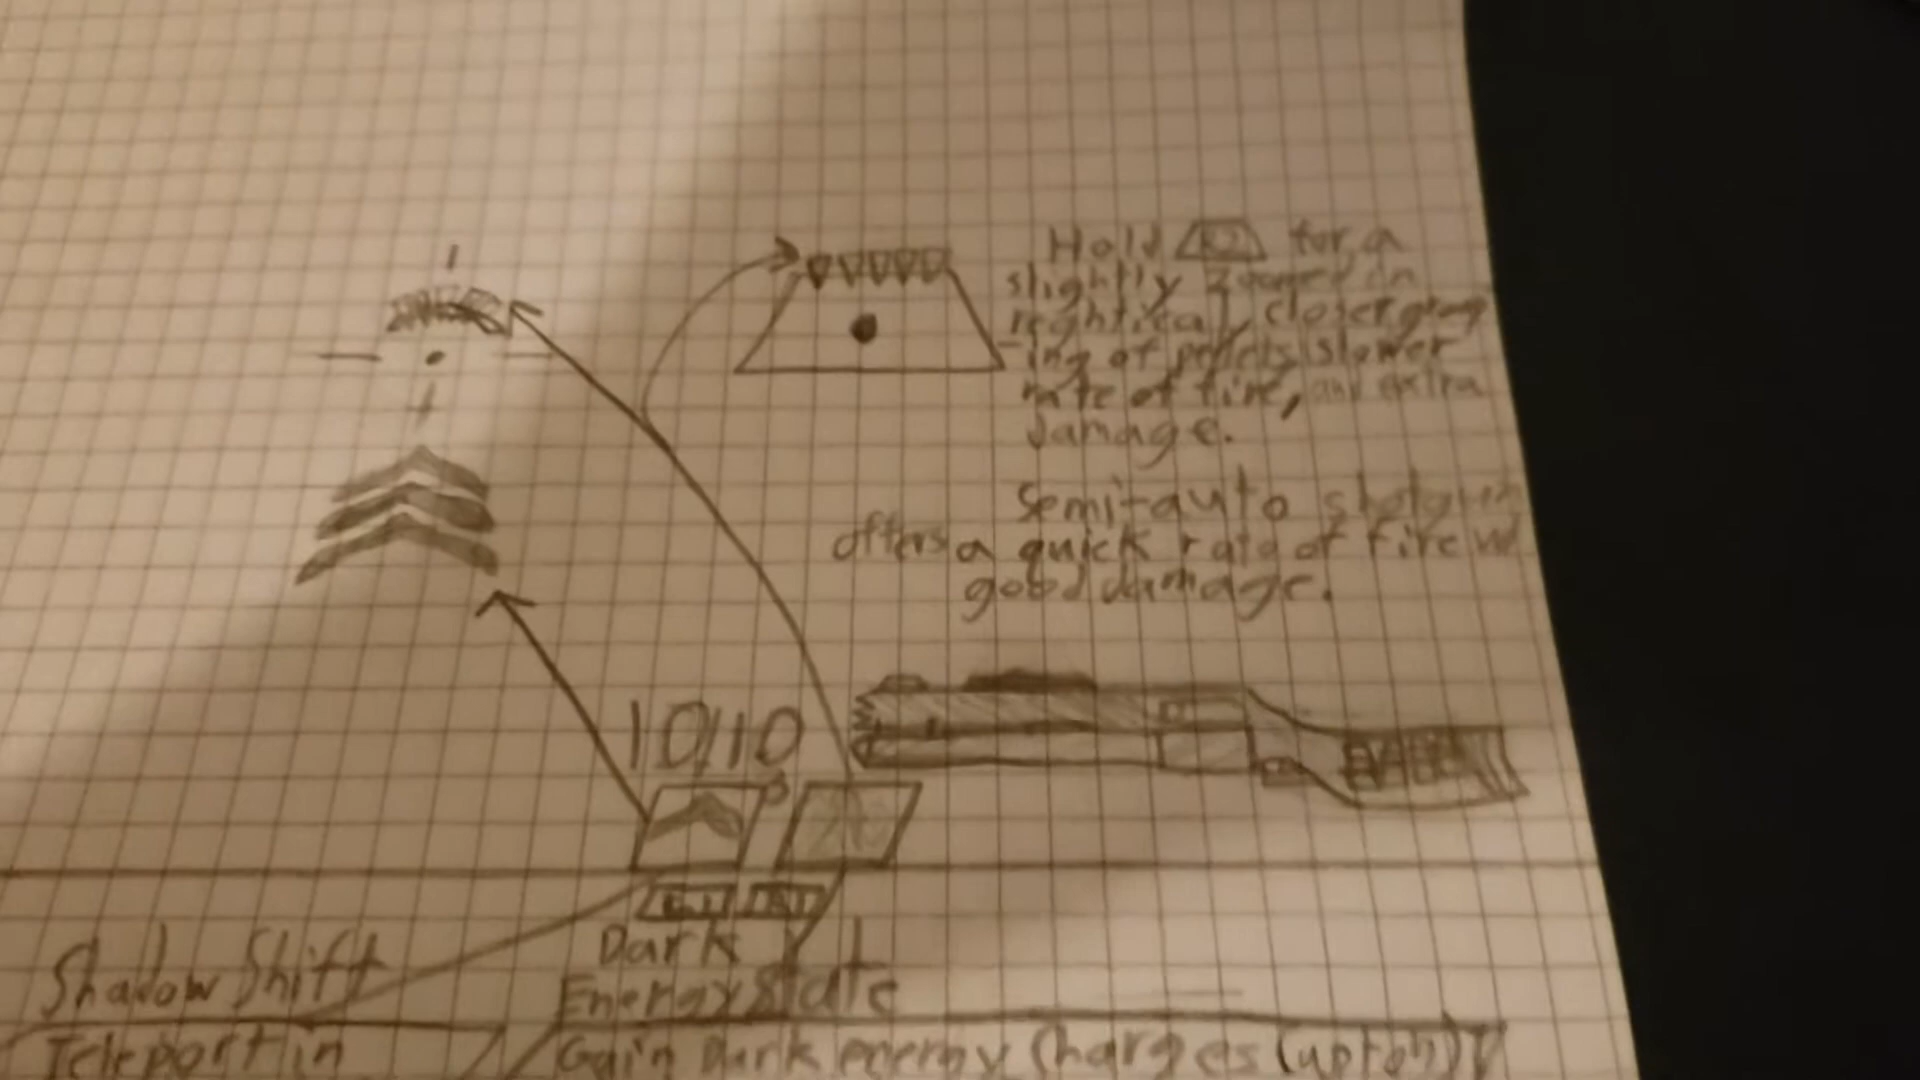 Hold R2 for a
slightly zoomed in
reghtical, closer group
-ing of pellets, slower
rate of fire, and extra
damage.
Semi-auto shotgun
offers a quick rate of fire w/
good damage.
10/10
Dark
Energy State
Shadow Shift
Teleport in
Gain Dark energy Charges (up to